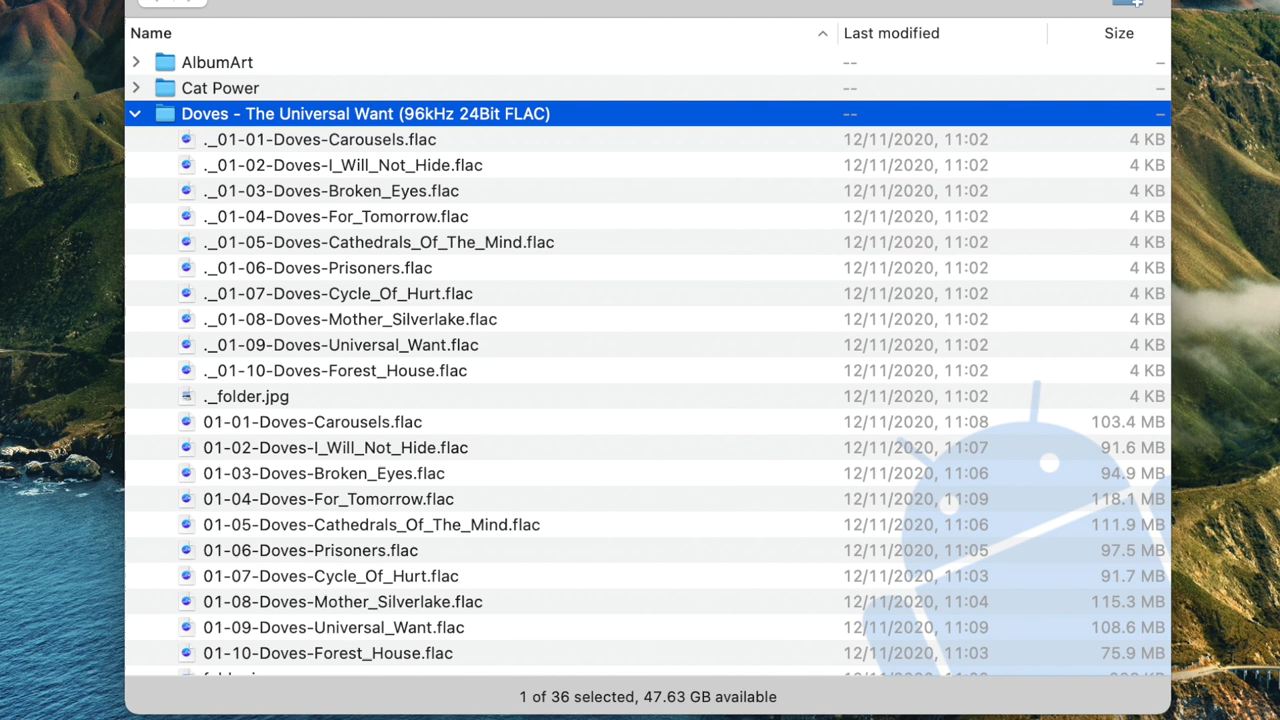 Name Last modified Size
AlbumArt -- –
Cat Power -- –
Doves - The Universal Want (96kHz 24Bit FLAC) -- –
._01-01-Doves-Carousels.flac 12/11/2020, 11:02 4 KB
._01-02-Doves-I_Will_Not_Hide.flac 12/11/2020, 11:02 4 KB
._01-03-Doves-Broken_Eyes.flac 12/11/2020, 11:02 4 KB
._01-04-Doves-For_Tomorrow.flac 12/11/2020, 11:02 4 KB
._01-05-Doves-Cathedrals_Of_The_Mind.flac 12/11/2020, 11:02 4 KB
._01-06-Doves-Prisoners.flac 12/11/2020, 11:02 4 KB
._01-07-Doves-Cycle_Of_Hurt.flac 12/11/2020, 11:02 4 KB
._01-08-Doves-Mother_Silverlake.flac 12/11/2020, 11:02 4 KB
._01-09-Doves-Universal_Want.flac 12/11/2020, 11:02 4 KB
._01-10-Doves-Forest_House.flac 12/11/2020, 11:02 4 KB
._folder.jpg 12/11/2020, 11:02 4 KB
01-01-Doves-Carousels.flac 12/11/2020, 11:08 103.4 MB
01-02-Doves-I_Will_Not_Hide.flac 12/11/2020, 11:07 91.6 MB
01-03-Doves-Broken_Eyes.flac 12/11/2020, 11:06 94.9 MB
01-04-Doves-For_Tomorrow.flac 12/11/2020, 11:09 118.1 MB
01-05-Doves-Cathedrals_Of_The_Mind.flac 12/11/2020, 11:06 111.9 MB
01-06-Doves-Prisoners.flac 12/11/2020, 11:05 97.5 MB
01-07-Doves-Cycle_Of_Hurt.flac 12/11/2020, 11:03 91.7 MB
01-08-Doves-Mother_Silverlake.flac 12/11/2020, 11:04 115.3 MB
01-09-Doves-Universal_Want.flac 12/11/2020, 11:09 108.6 MB
01-10-Doves-Forest_House.flac 12/11/2020, 11:03 75.9 MB
1 of 36 selected, 47.63 GB available